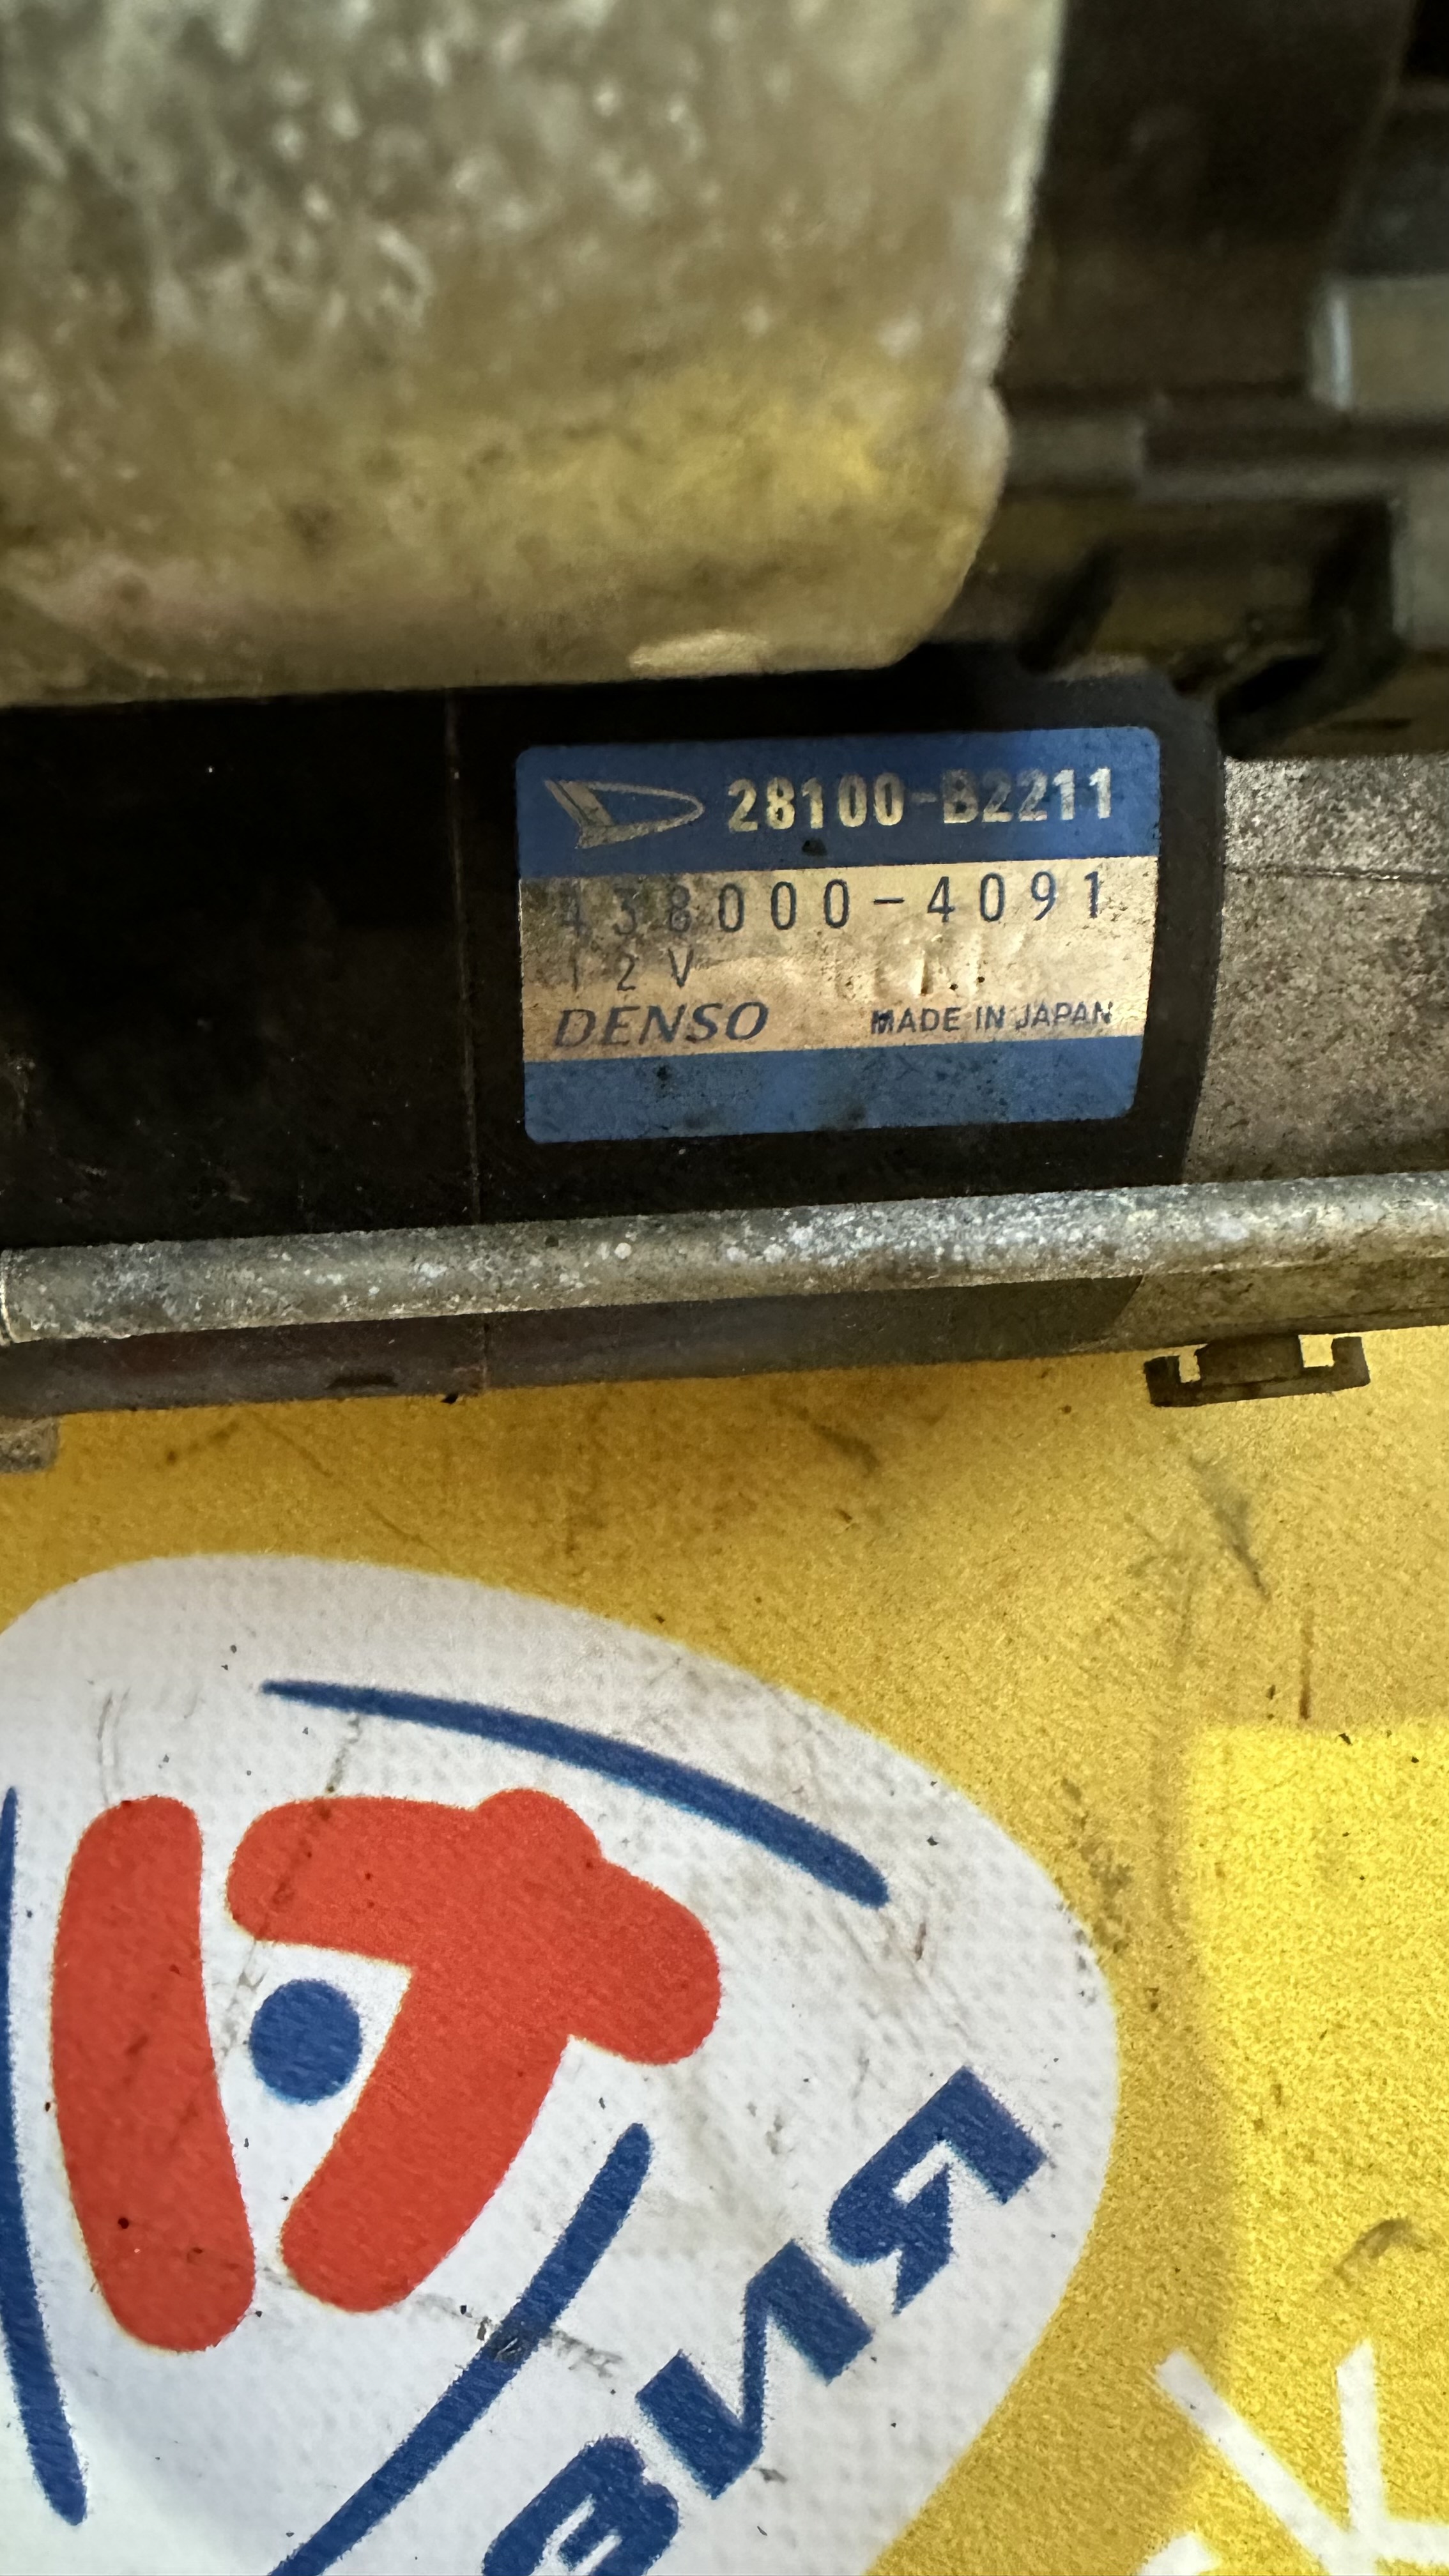 28100-B2211
438000-4091
12V
DENSO MADE IN JAPAN